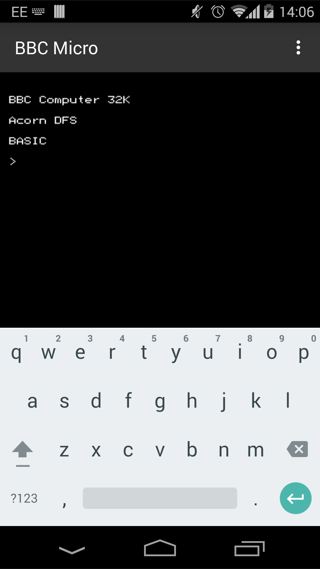 EE 14:06
BBC Micro
BBC Computer 32K
Acorn DFS
BASIC
>
1 2 3 4 5 6 7 8 9 0
q w e r t y u i o p
a s d f g h j k l
z x c v b n m
?123 , .